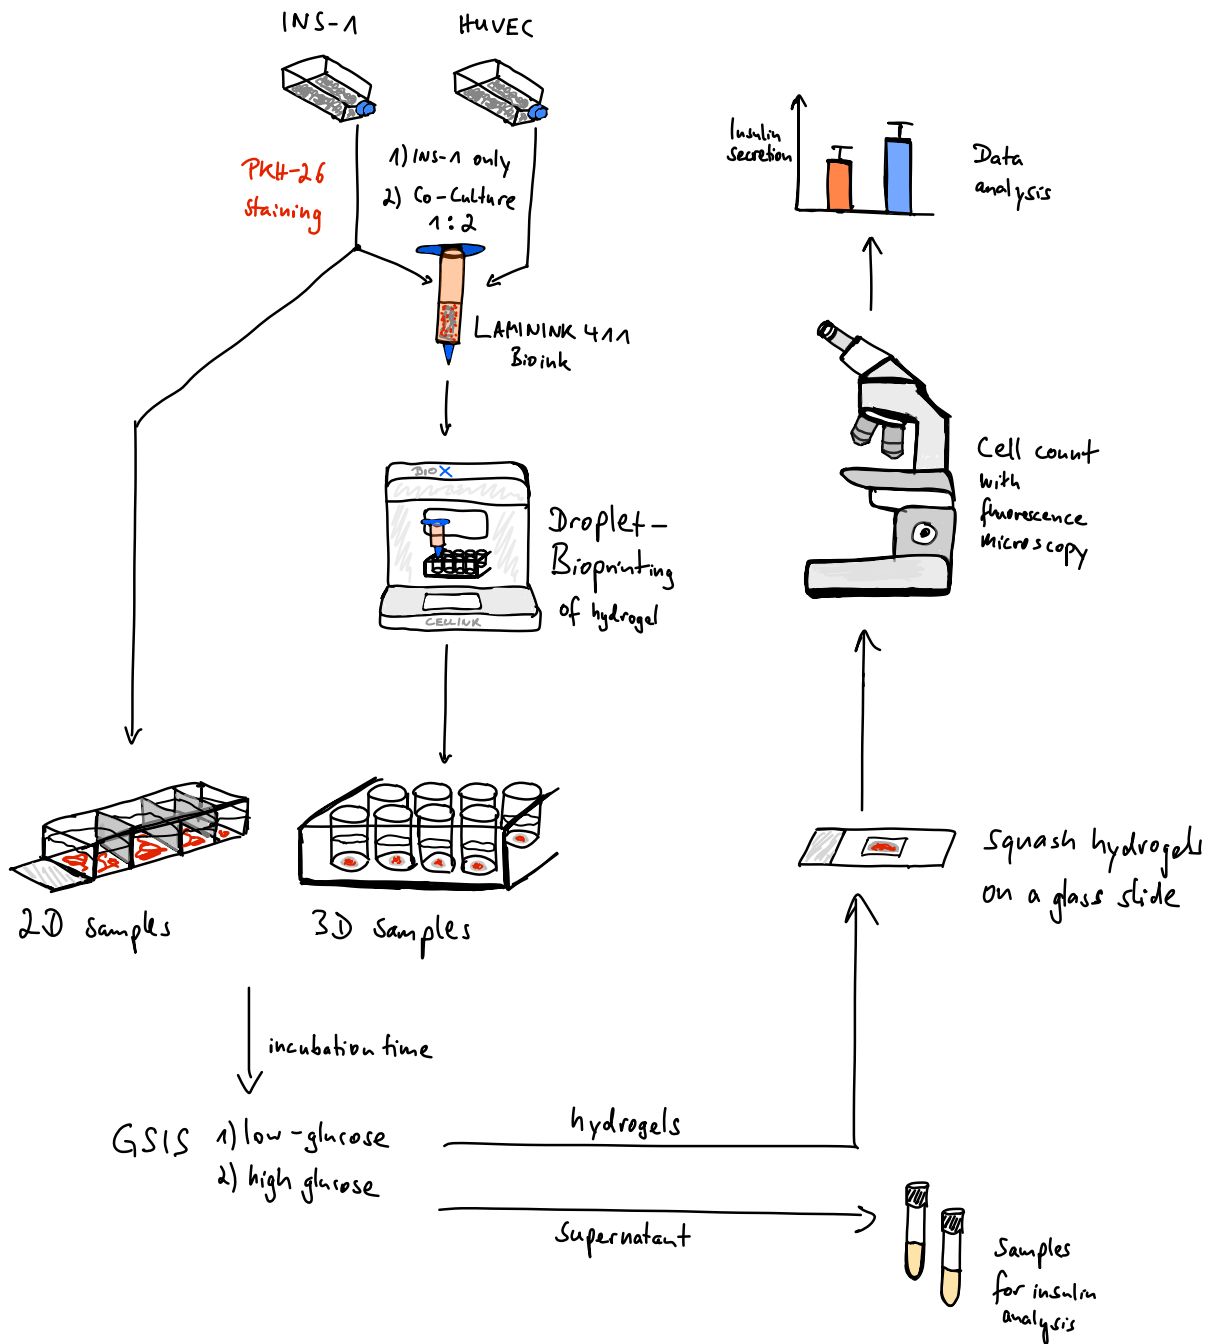 INS-1
HUVEC
PKH-26
Staining
1) INS-1 only
2) Co-Culture
1:2
LAMININK 411
Bioink
BIO X
CELLINK
Droplet-
Bioprinting
of hydrogel
2D samples
3D samples
incubation time
GSIS 1) low-glucose
2) high glucose
hydrogels
Supernatant
Samples
for insulin
analysis
Squash hydrogels
on a glass slide
Cell count
with
fluorescence
microscopy
Insulin
secretion
Data
analysis